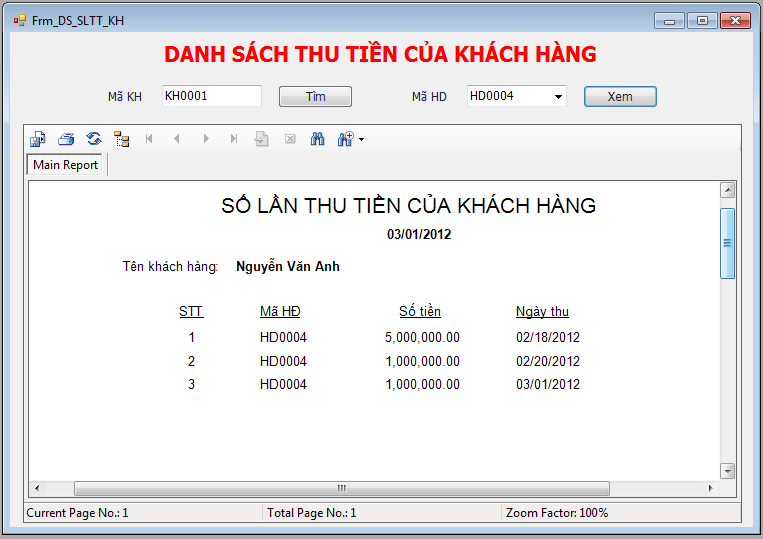 Frm_DS_SLTT_KH
DANH SÁCH THU TIỀN CỦA KHÁCH HÀNG
Mã KH KH0001 Tìm Mã HD HD0004 Xem
Main Report
SỐ LẦN THU TIỀN CỦA KHÁCH HÀNG
03/01/2012
Tên khách hàng: Nguyễn Văn Anh
STT Mã HĐ Số tiền Ngày thu
1 HD0004 5,000,000.00 02/18/2012
2 HD0004 1,000,000.00 02/20/2012
3 HD0004 1,000,000.00 03/01/2012
Current Page No.: 1 Total Page No.: 1 Zoom Factor: 100%